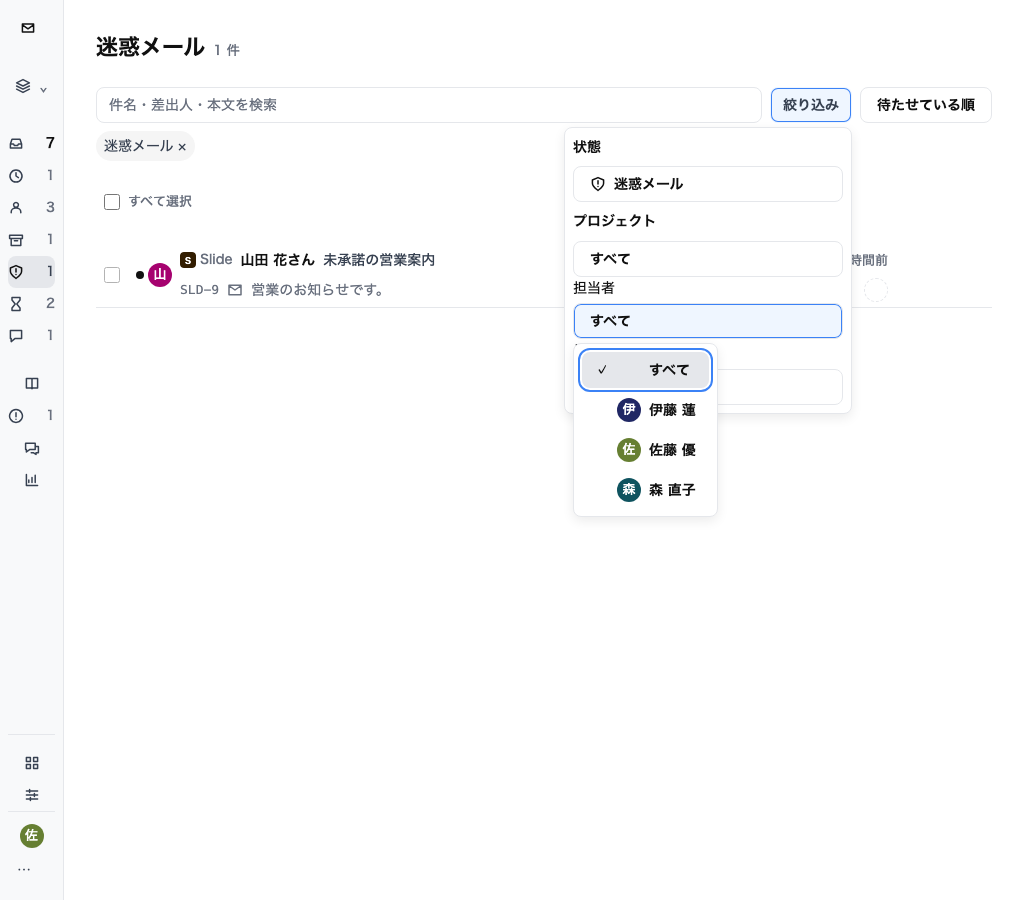 迷惑メール 1 件
件名・差出人・本文を検索
絞り込み
待たせている順
迷惑メール ×
状態
迷惑メール
プロジェクト
すべて
担当者
すべて
✓ すべて
伊 伊藤 蓮
佐 佐藤 優
森 森 直子
すべて選択
山 S Slide 山田 花さん 未承諾の営業案内
時間前
SLD-9 営業のお知らせです。
7
1
3
1
1
2
1
1
佐
…